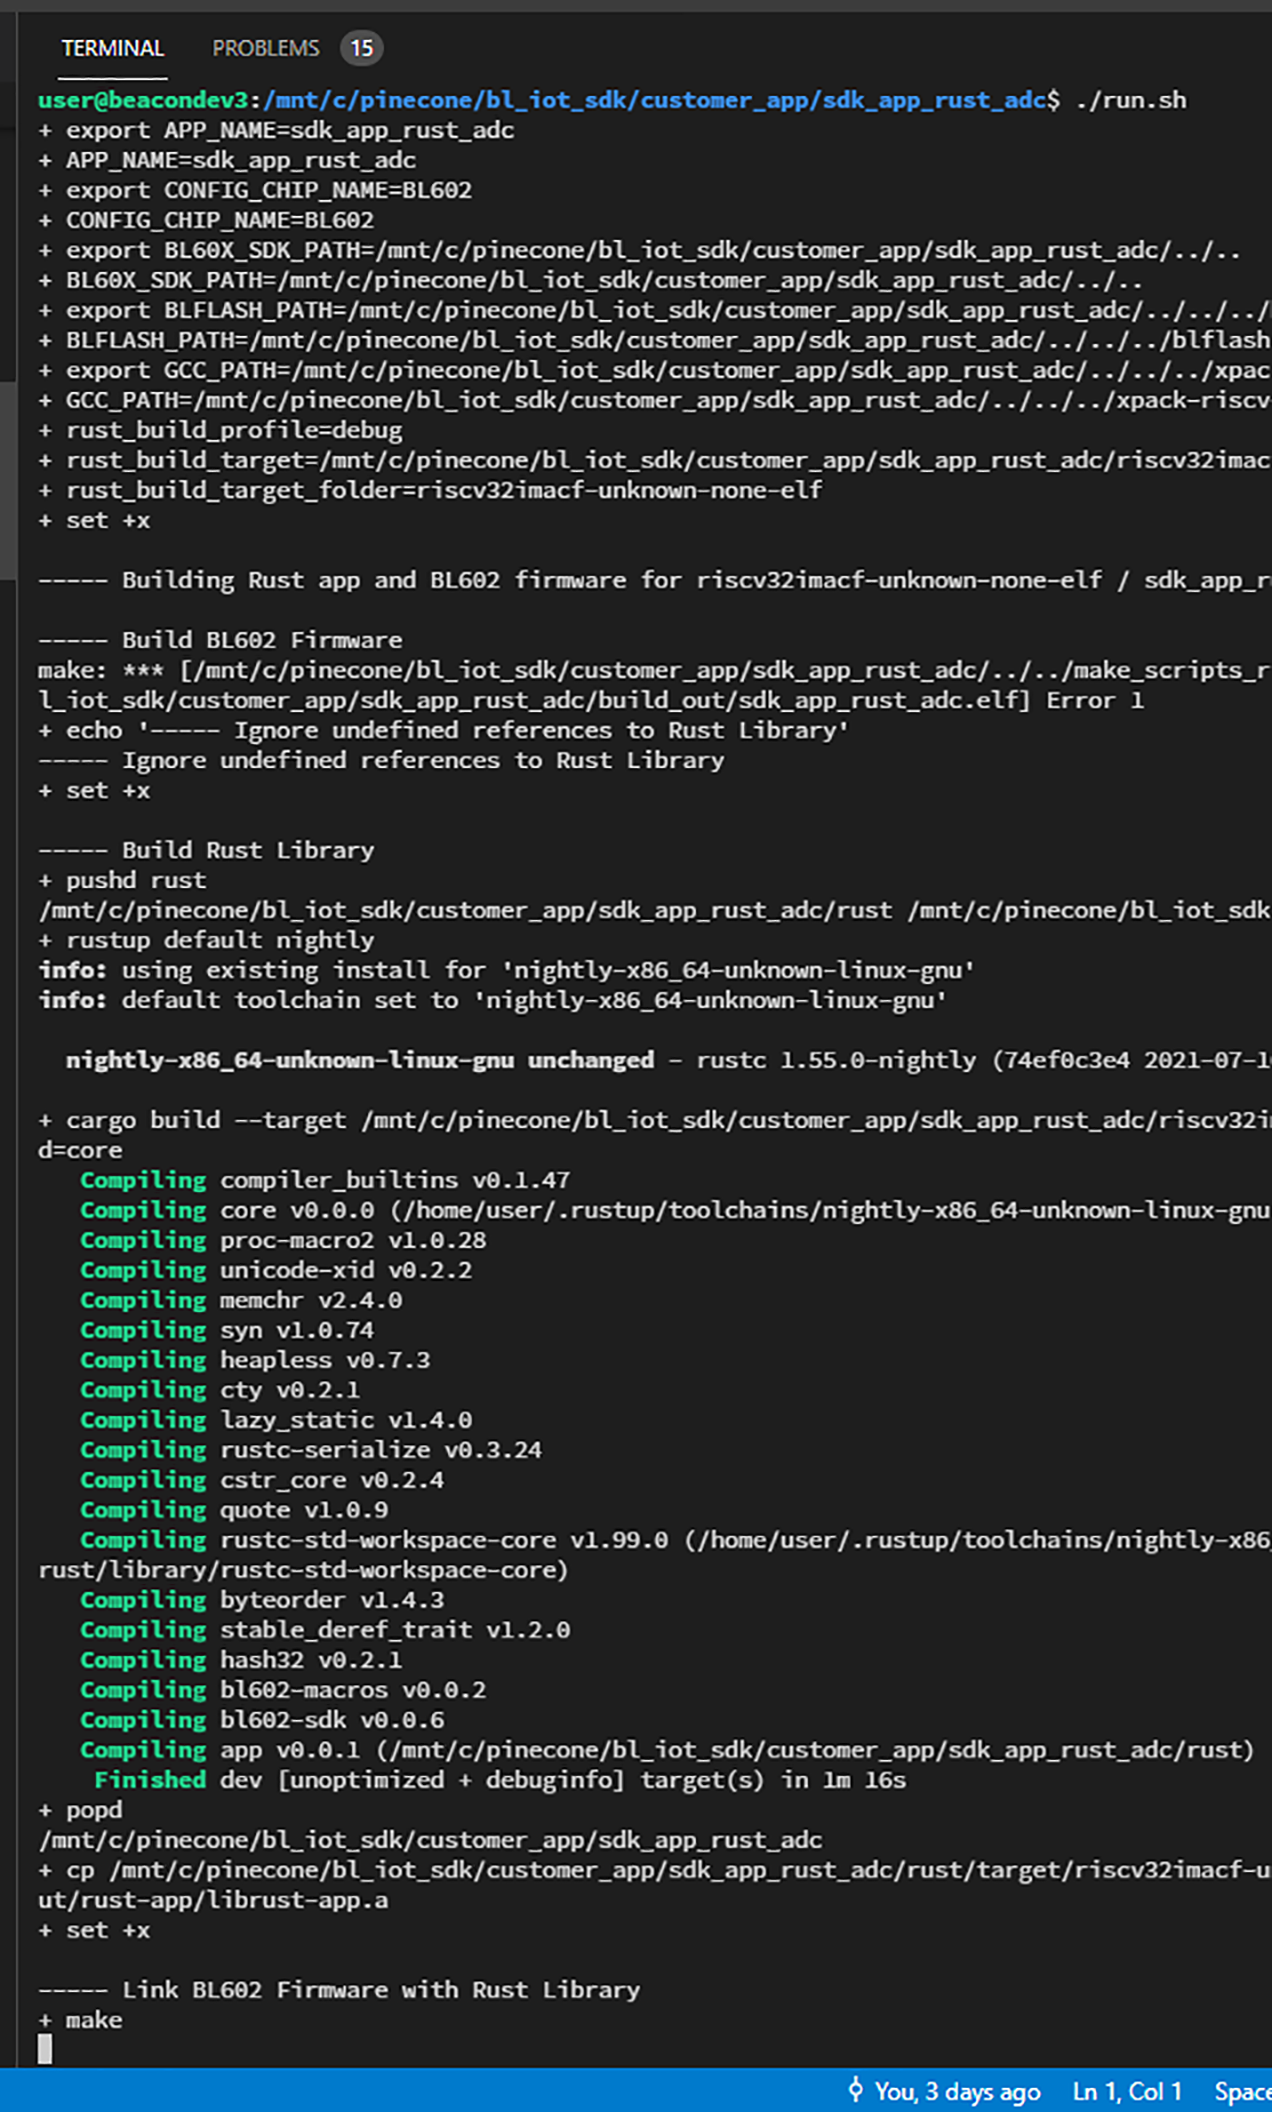 TERMINAL PROBLEMS 15
user@beacondev3:/mnt/c/pinecone/bl_iot_sdk/customer_app/sdk_app_rust_adc$ ./run.sh
+ export APP_NAME=sdk_app_rust_adc
+ APP_NAME=sdk_app_rust_adc
+ export CONFIG_CHIP_NAME=BL602
+ CONFIG_CHIP_NAME=BL602
+ export BL60X_SDK_PATH=/mnt/c/pinecone/bl_iot_sdk/customer_app/sdk_app_rust_adc/../..
+ BL60X_SDK_PATH=/mnt/c/pinecone/bl_iot_sdk/customer_app/sdk_app_rust_adc/../..
+ export BLFLASH_PATH=/mnt/c/pinecone/bl_iot_sdk/customer_app/sdk_app_rust_adc/../../../
+ BLFLASH_PATH=/mnt/c/pinecone/bl_iot_sdk/customer_app/sdk_app_rust_adc/../../../blflash
+ export GCC_PATH=/mnt/c/pinecone/bl_iot_sdk/customer_app/sdk_app_rust_adc/../../../xpac
+ GCC_PATH=/mnt/c/pinecone/bl_iot_sdk/customer_app/sdk_app_rust_adc/../../../xpack-riscv-
+ rust_build_profile=debug
+ rust_build_target=/mnt/c/pinecone/bl_iot_sdk/customer_app/sdk_app_rust_adc/riscv32imac
+ rust_build_target_folder=riscv32imacf-unknown-none-elf
+ set +x
----- Building Rust app and BL602 firmware for riscv32imacf-unknown-none-elf / sdk_app_r
----- Build BL602 Firmware
make: *** [/mnt/c/pinecone/bl_iot_sdk/customer_app/sdk_app_rust_adc/../../make_scripts_r
l_iot_sdk/customer_app/sdk_app_rust_adc/build_out/sdk_app_rust_adc.elf] Error 1
+ echo '----- Ignore undefined references to Rust Library'
----- Ignore undefined references to Rust Library
+ set +x
----- Build Rust Library
+ pushd rust
/mnt/c/pinecone/bl_iot_sdk/customer_app/sdk_app_rust_adc/rust /mnt/c/pinecone/bl_iot_sdk
+ rustup default nightly
info: using existing install for 'nightly-x86_64-unknown-linux-gnu'
info: default toolchain set to 'nightly-x86_64-unknown-linux-gnu'
nightly-x86_64-unknown-linux-gnu unchanged - rustc 1.55.0-nightly (74ef0c3e4 2021-07-1
+ cargo build --target /mnt/c/pinecone/bl_iot_sdk/customer_app/sdk_app_rust_adc/riscv32i
d=core
Compiling compiler_builtins v0.1.47
Compiling core v0.0.0 (/home/user/.rustup/toolchains/nightly-x86_64-unknown-linux-gnu
Compiling proc-macro2 v1.0.28
Compiling unicode-xid v0.2.2
Compiling memchr v2.4.0
Compiling syn v1.0.74
Compiling heapless v0.7.3
Compiling cty v0.2.1
Compiling lazy_static v1.4.0
Compiling rustc-serialize v0.3.24
Compiling cstr_core v0.2.4
Compiling quote v1.0.9
Compiling rustc-std-workspace-core v1.99.0 (/home/user/.rustup/toolchains/nightly-x86_
rust/library/rustc-std-workspace-core)
Compiling byteorder v1.4.3
Compiling stable_deref_trait v1.2.0
Compiling hash32 v0.2.1
Compiling bl602-macros v0.0.2
Compiling bl602-sdk v0.0.6
Compiling app v0.0.1 (/mnt/c/pinecone/bl_iot_sdk/customer_app/sdk_app_rust_adc/rust)
Finished dev [unoptimized + debuginfo] target(s) in 1m 16s
+ popd
/mnt/c/pinecone/bl_iot_sdk/customer_app/sdk_app_rust_adc
+ cp /mnt/c/pinecone/bl_iot_sdk/customer_app/sdk_app_rust_adc/rust/target/riscv32imacf-u
ut/rust-app/librust-app.a
+ set +x
----- Link BL602 Firmware with Rust Library
+ make
You, 3 days ago Ln 1, Col 1 Space